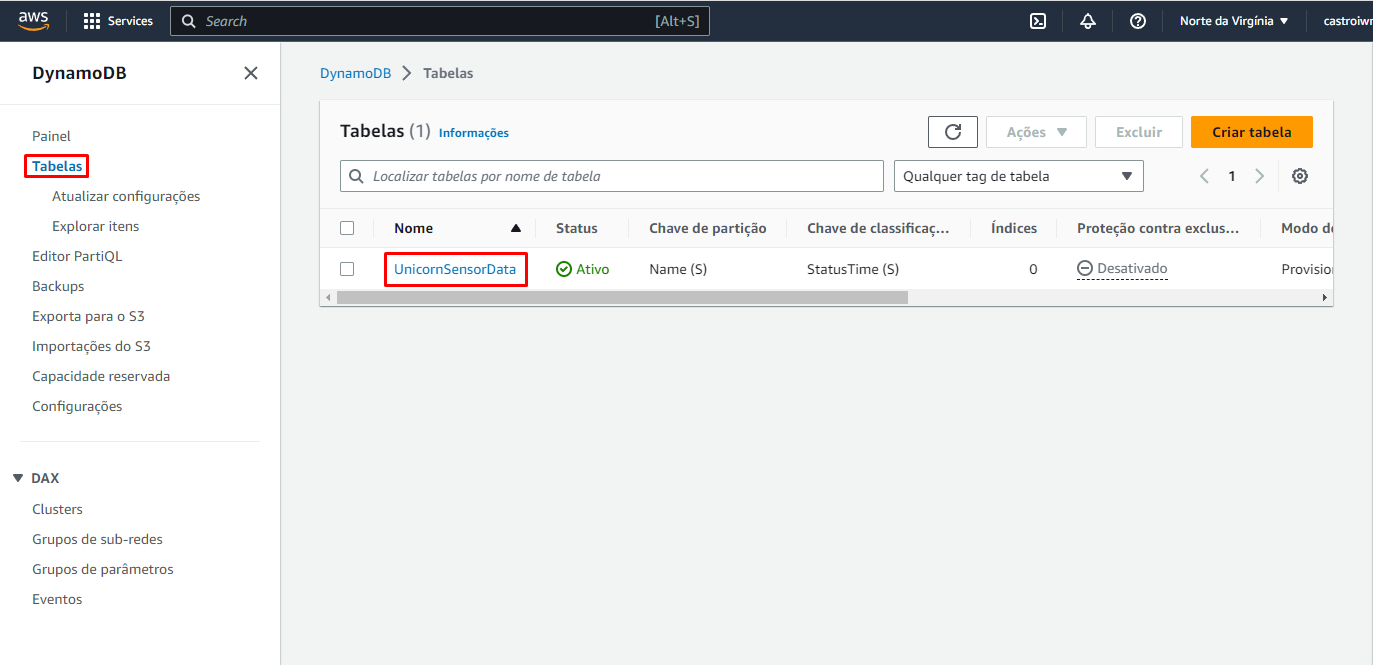 aws Services Search [Alt+S] Norte da Virgínia castroiwr
DynamoDB
Painel
Tabelas
Atualizar configurações
Explorar itens
Editor PartiQL
Backups
Exporta para o S3
Importações do S3
Capacidade reservada
Configurações
DAX
Clusters
Grupos de sub-redes
Grupos de parâmetros
Eventos
DynamoDB Tabelas
Tabelas (1) Informações Ações Excluir Criar tabela
Localizar tabelas por nome de tabela Qualquer tag de tabela 1
Nome Status Chave de partição Chave de classificaç... Índices Proteção contra exclus... Modo de
UnicornSensorData Ativo Name (S) StatusTime (S) 0 Desativado Provision